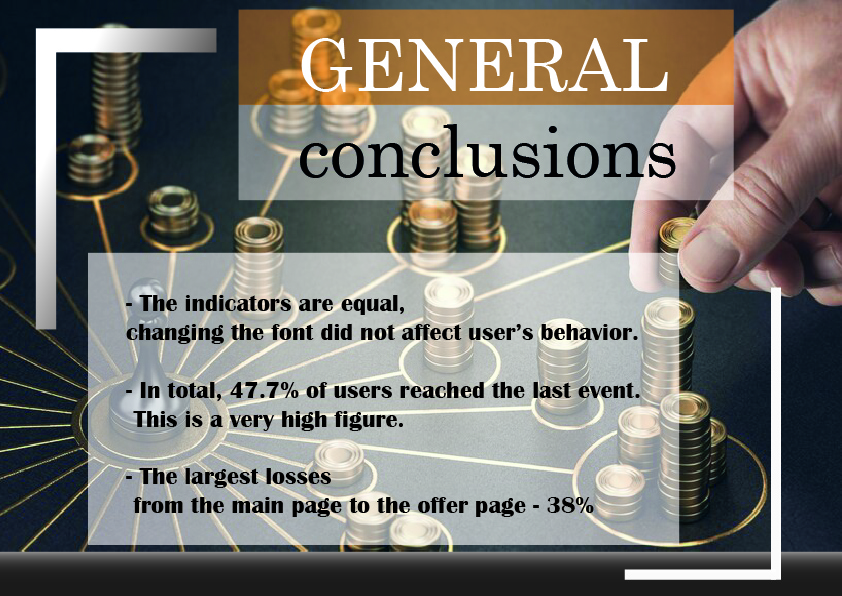 GENERAL
conclusions
- The indicators are equal,
changing the font did not affect user’s behavior.
- In total, 47.7% of users reached the last event.
This is a very high figure.
- The largest losses
from the main page to the offer page - 38%